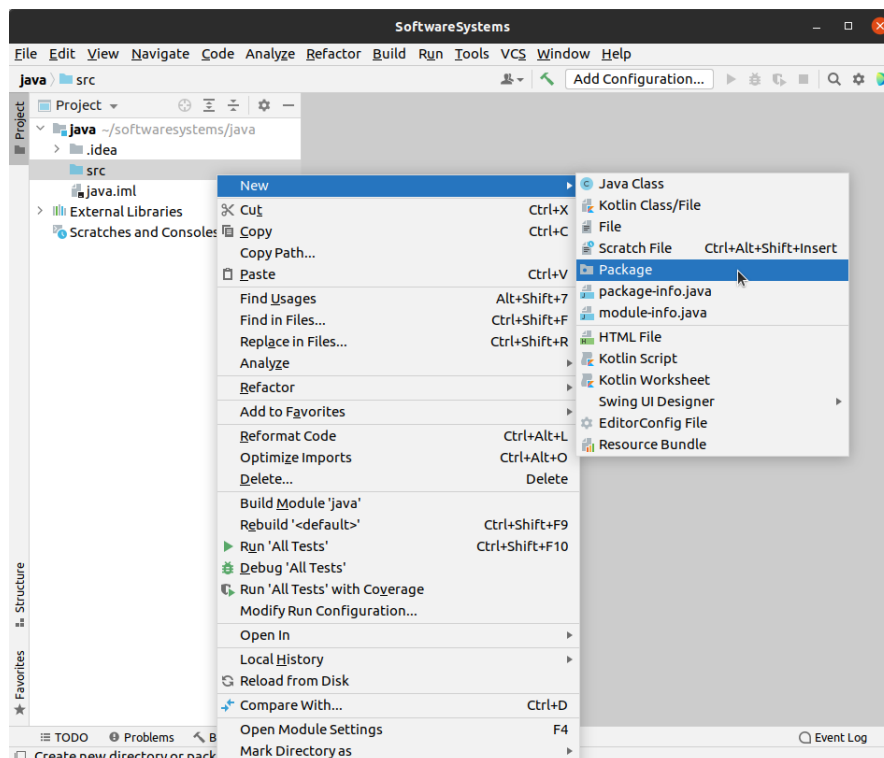 SoftwareSystems
File Edit View Navigate Code Analyze Refactor Build Run Tools VCS Window Help
java src Add Configuration...
Project
Project
java ~/softwaresystems/java
.idea
src
java.iml
External Libraries
Scratches and Consoles
New
Cut Ctrl+X
Copy Ctrl+C
Copy Path...
Paste Ctrl+V
Find Usages Alt+Shift+7
Find in Files... Ctrl+Shift+F
Replace in Files... Ctrl+Shift+R
Analyze
Refactor
Add to Favorites
Reformat Code Ctrl+Alt+L
Optimize Imports Ctrl+Alt+O
Delete... Delete
Build Module 'java'
Rebuild '<default>' Ctrl+Shift+F9
Run 'All Tests' Ctrl+Shift+F10
Debug 'All Tests'
Run 'All Tests' with Coverage
Modify Run Configuration...
Open In
Local History
Reload from Disk
Compare With... Ctrl+D
Open Module Settings F4
Mark Directory as
Java Class
Kotlin Class/File
File
Scratch File Ctrl+Alt+Shift+Insert
Package
package-info.java
module-info.java
HTML File
Kotlin Script
Kotlin Worksheet
Swing UI Designer
EditorConfig File
Resource Bundle
Structure
Favorites
TODO Problems B Event Log
Create new directory or pack